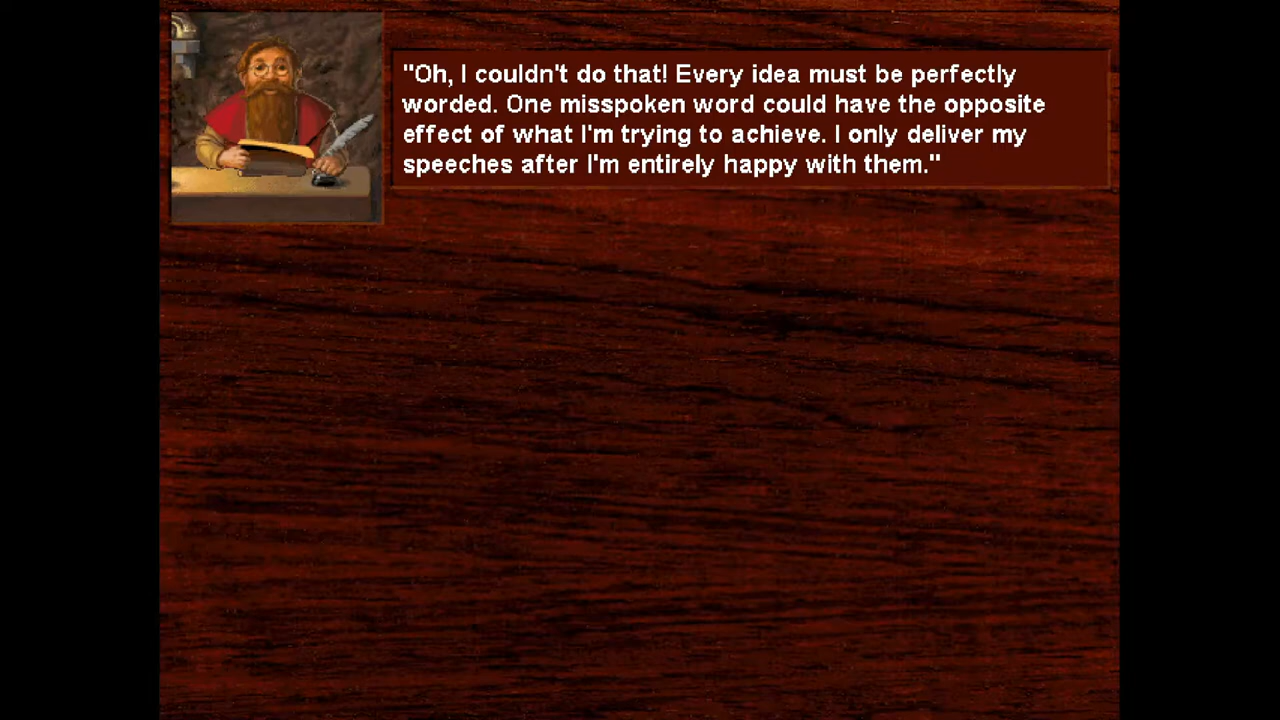 "Oh, I couldn't do that! Every idea must be perfectly
worded. One misspoken word could have the opposite
effect of what I'm trying to achieve. I only deliver my
speeches after I'm entirely happy with them."